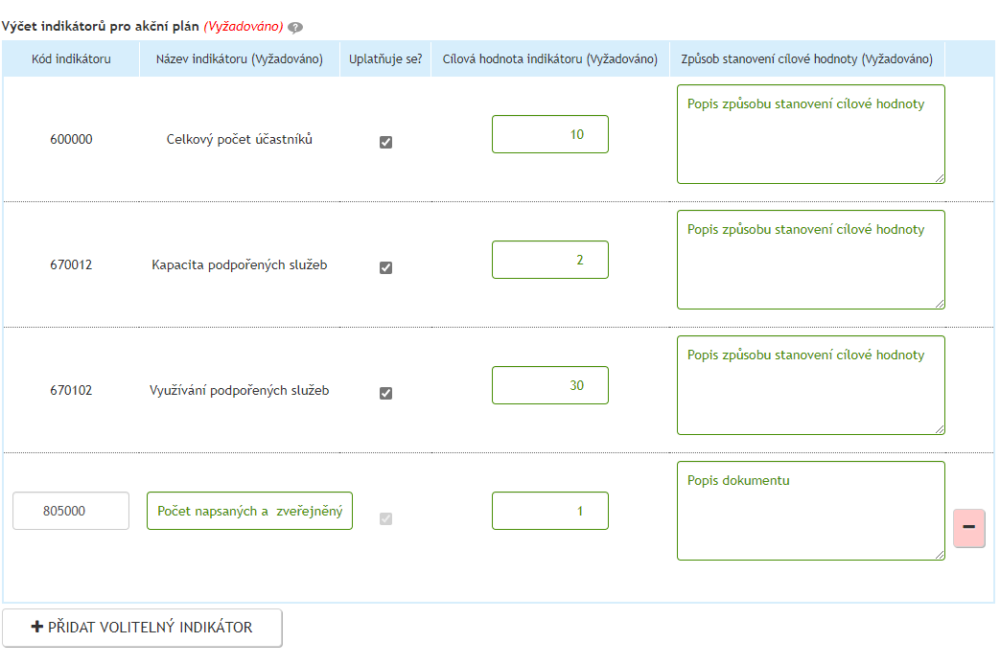 Výčet indikátorů pro akční plán (Vyžadováno) ?
Kód indikátoru Název indikátoru (Vyžadováno) Uplatňuje se? Cílová hodnota indikátoru (Vyžadováno) Způsob stanovení cílové hodnoty (Vyžadováno)
600000 Celkový počet účastníků 10 Popis způsobu stanovení cílové hodnoty
670012 Kapacita podpořených služeb 2 Popis způsobu stanovení cílové hodnoty
670102 Využívání podpořených služeb 30 Popis způsobu stanovení cílové hodnoty
805000 Počet napsaných a  zveřejněný 1 Popis dokumentu
+ PŘIDAT VOLITELNÝ INDIKÁTOR